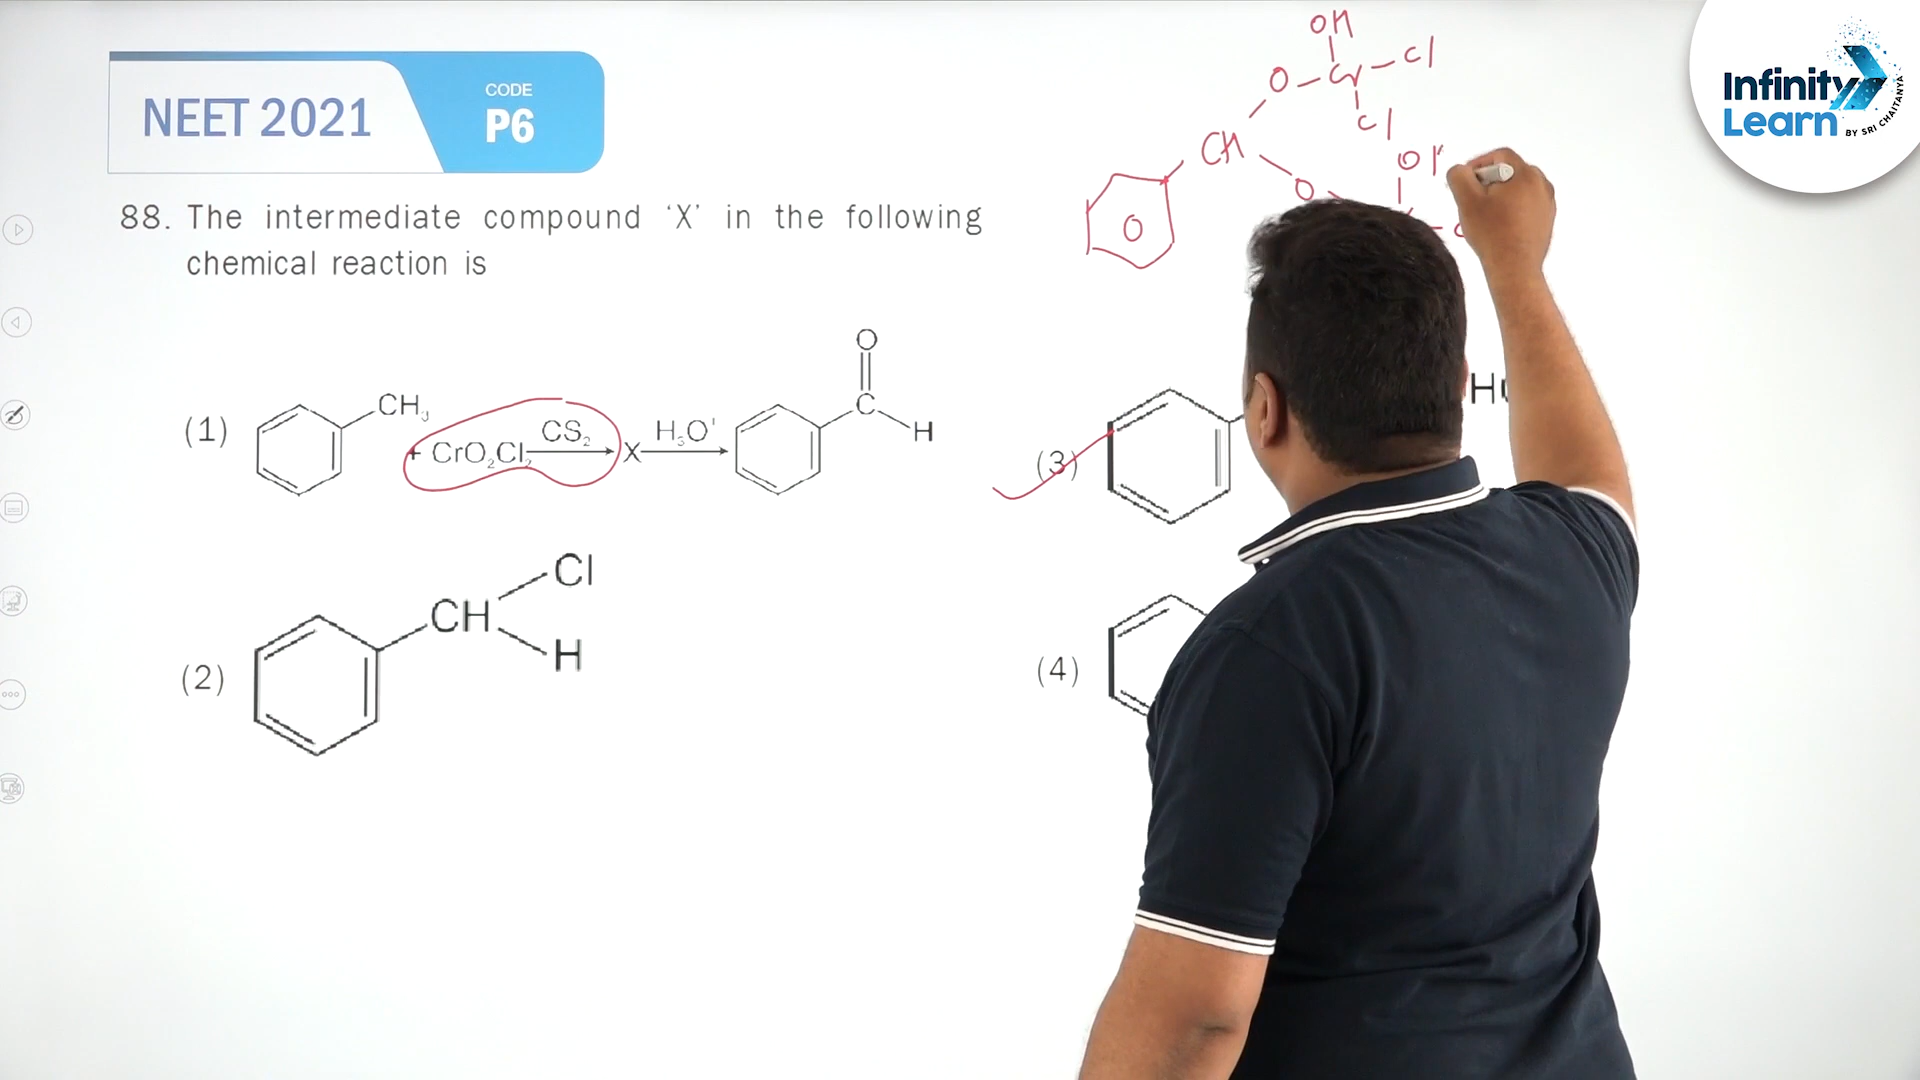 NEET 2021
CODE
P6
Infinity
Learn
BY SRI CHAITANYA
88. The intermediate compound ‘X’ in the following
chemical reaction is
OH
O – Cr – Cl
Cl
CH
O
O
(1)
CH₃
+ CrO₂Cl₂
CS₂
X
H₃O⁺
O
C
H
(2)
CH
Cl
H
(3)
(4)